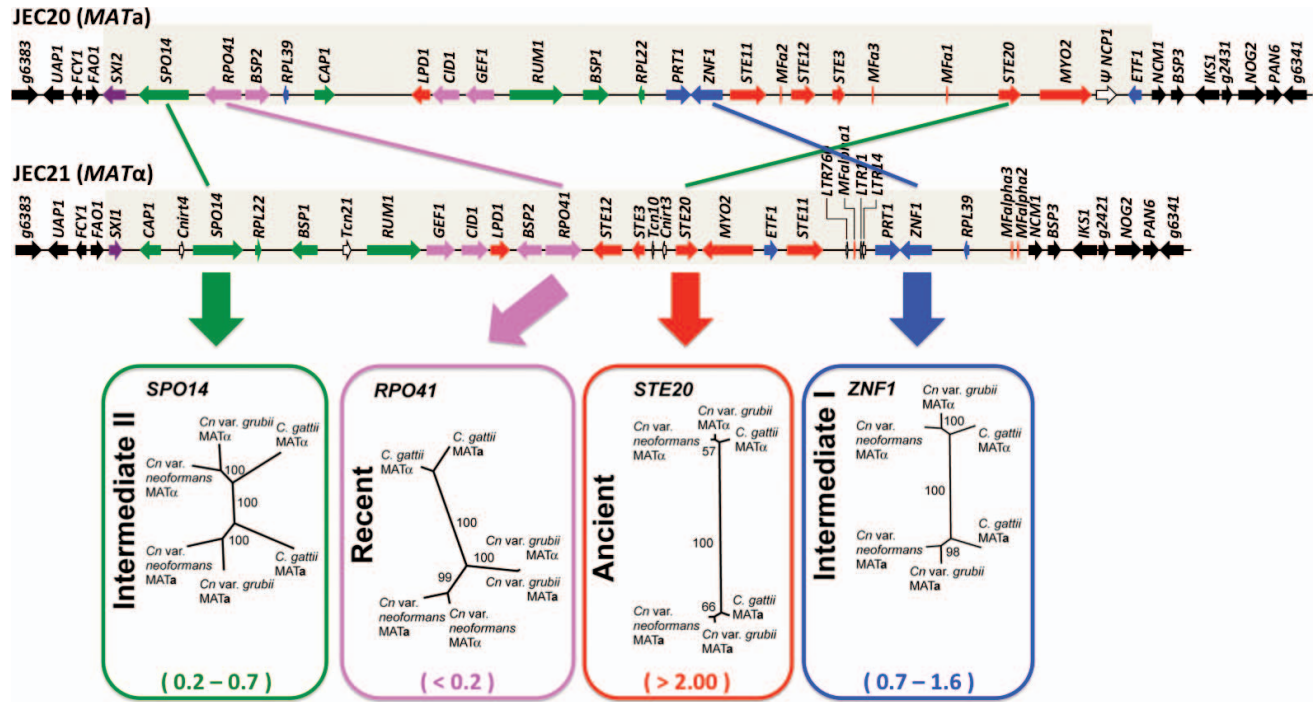 JEC20 (MATa)
g6383 UAP1 FCY1 FAO1 SXI2 SPO14 RPO41 BSP2 RPL39 CAP1 LPD1 CID1 GEF1 RUM1 BSP1 RPL22 PRT1 ZNF1 STE11 MFa2 STE12 STE3 MFa3 MFa1 STE20 MYO2 Ψ NCP1 ETF1 NCM1 BSP3 IKS1 g2431 NOG2 PAN6 g6341
JEC21 (MATα)
g6383 UAP1 FCY1 FAO1 SXI1 CAP1 Cnirt4 SPO14 RPL22 BSP1 Tcn21 RUM1 GEF1 CID1 LPD1 BSP2 RPO41 STE12 STE3 Tcn10 Cnirt3 STE20 MYO2 ETF1 STE11 MFalpha1 LTR11 LTR14 PRT1 ZNF1 RPL39 MFalpha3 MFalpha2 NCM1 BSP3 IKS1 g2421 NOG2 PAN6 g6341
Intermediate II
SPO14
Cn var. grubii
MATα
C. gattii
MATα
Cn var.
neoformans
MATα
100
100
100
Cn var.
neoformans
MATa
Cn var. grubii
MATa
C. gattii
MATa
( 0.2 – 0.7 )
Recent
RPO41
C. gattii
MATα
C. gattii
MATa
100
100
99
Cn var. grubii
MATα
Cn var. grubii
MATa
Cn var.
neoformans
MATa
Cn var.
neoformans
MATα
( < 0.2 )
Ancient
STE20
Cn var. grubii
MATα
Cn var.
neoformans
MATα
57
C. gattii
MATα
100
66
Cn var.
neoformans
MATa
C. gattii
MATa
Cn var. grubii
MATa
( > 2.00 )
Intermediate I
ZNF1
Cn var. grubii
MATα
Cn var.
neoformans
MATα
100
C. gattii
MATα
100
98
Cn var.
neoformans
MATa
C. gattii
MATa
Cn var. grubii
MATa
( 0.7 – 1.6 )